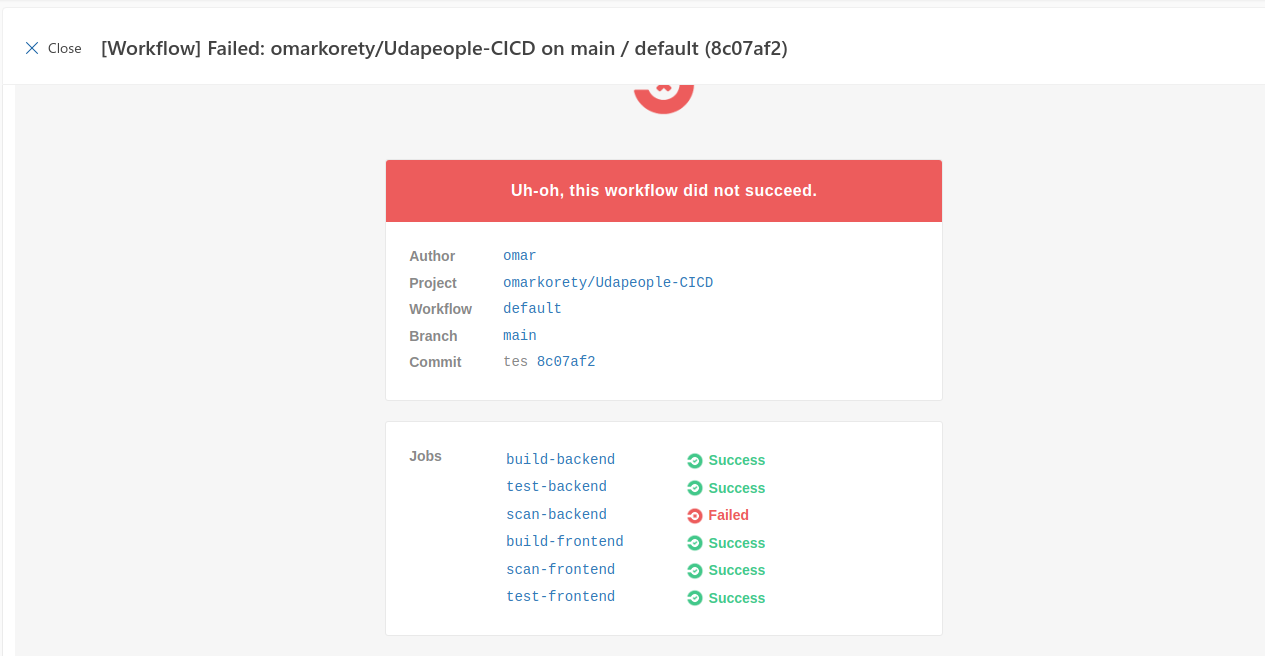 Close [Workflow] Failed: omarkorety/Udapeople-CICD on main / default (8c07af2)
Uh-oh, this workflow did not succeed.
Author omar
Project omarkorety/Udapeople-CICD
Workflow default
Branch main
Commit tes 8c07af2
Jobs build-backend Success
test-backend Success
scan-backend Failed
build-frontend Success
scan-frontend Success
test-frontend Success